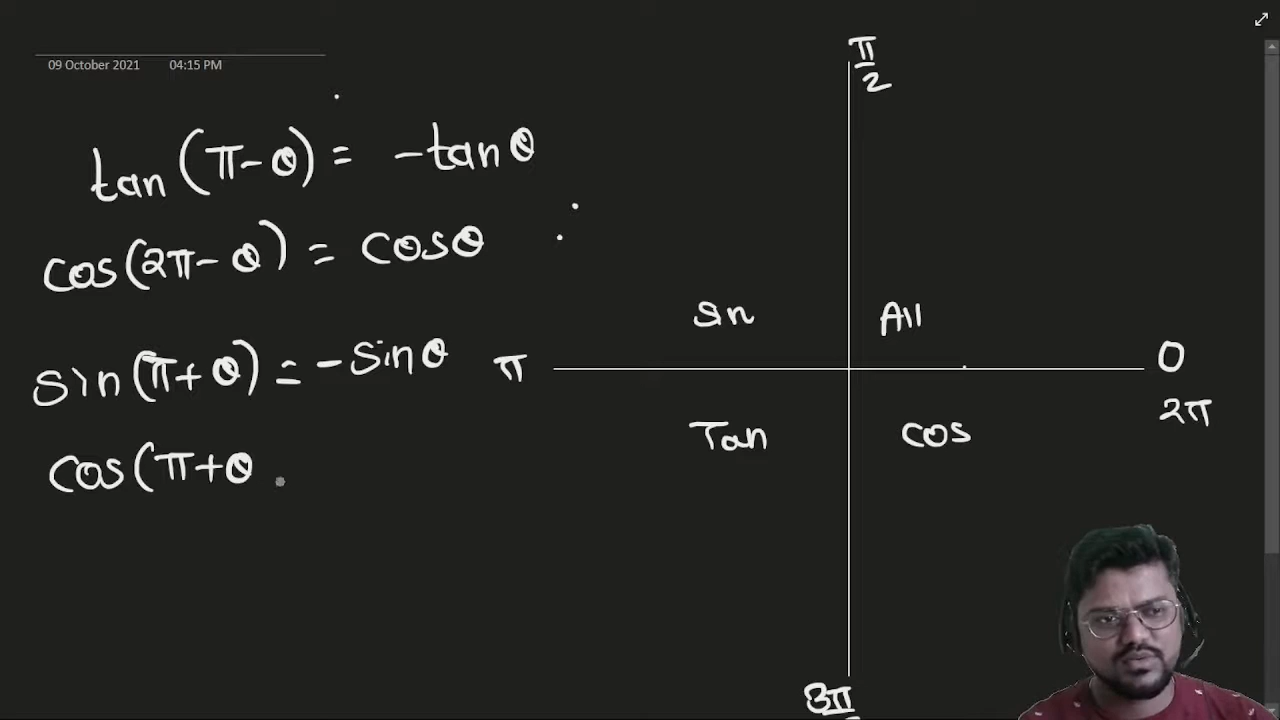 09 October 2021 04:15 PM
tan(π-θ) = -tanθ
cos(2π-θ) = cosθ
sin(π+θ) = -sinθ
cos(π+θ
π/2
Sin All
π 0
2π
Tan cos
3π